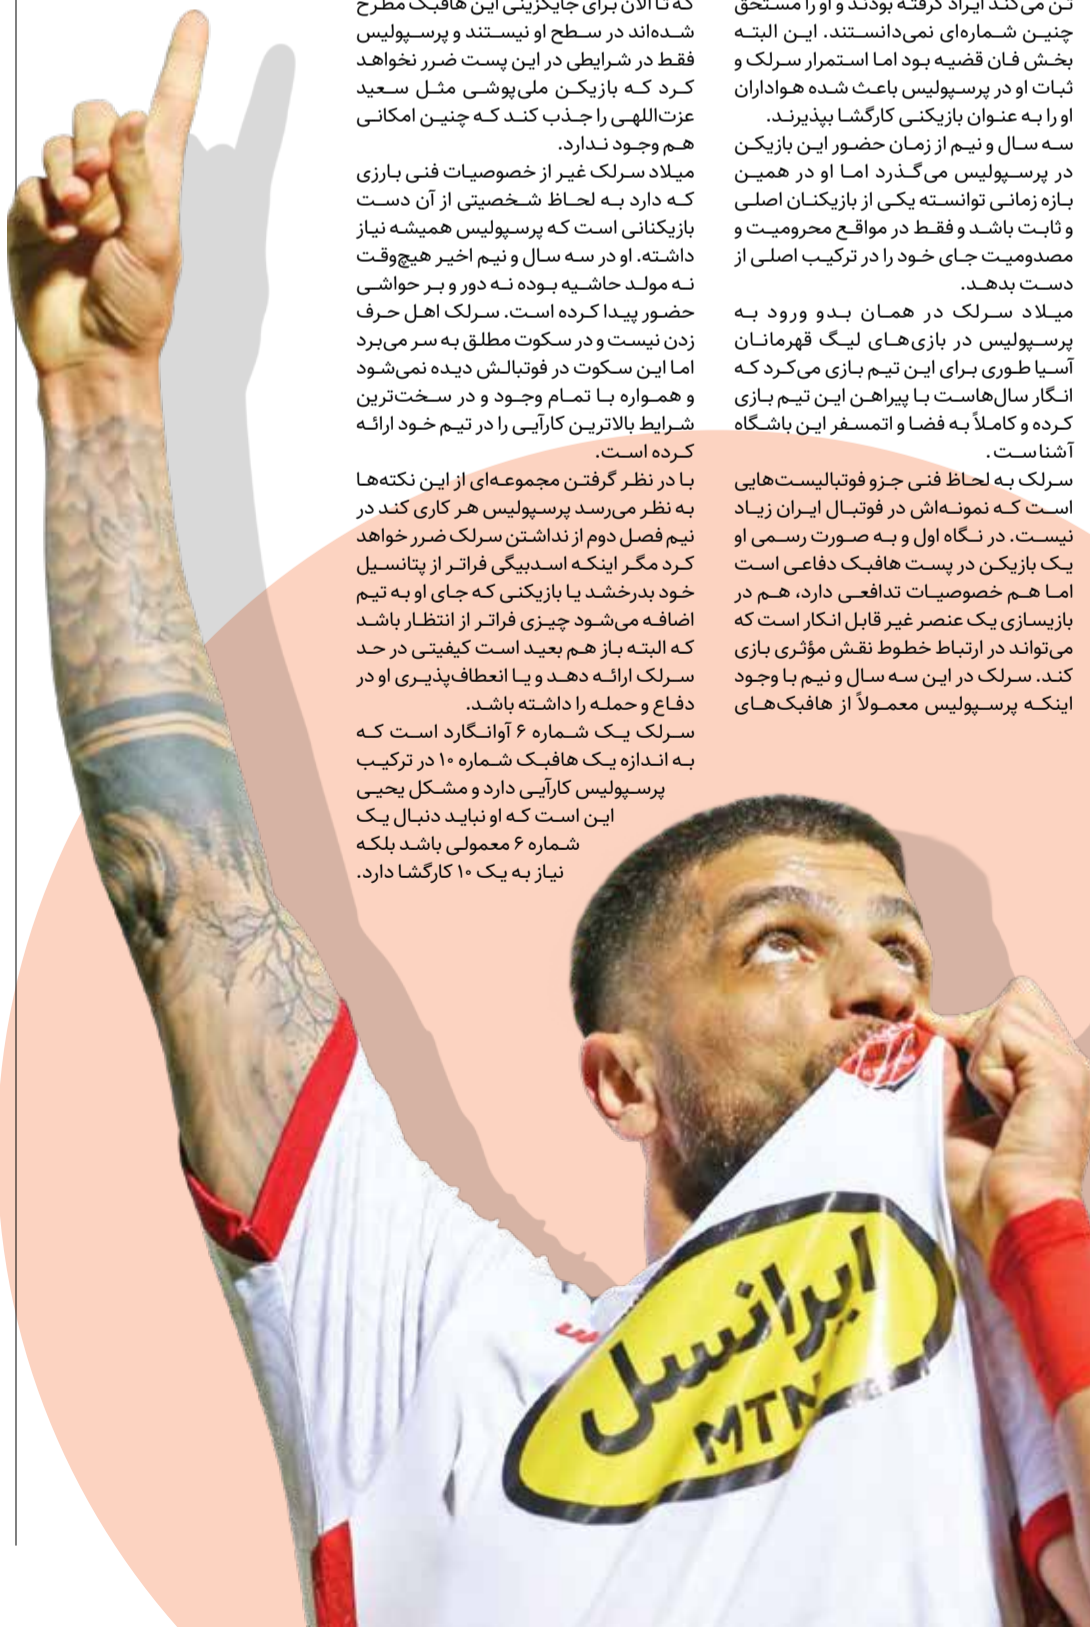 تن می‌کند ایراد گرفته بودند و او را مستحق
چنین شماره‌ای نمی‌دانستند. این البته
بخش فان قضیه بود اما استمرار سرلک و
ثبات او در پرسپولیس باعث شده هواداران
او را به عنوان بازیکنی کارگشا بپذیرند.
سه سال و نیم از زمان حضور این بازیکن
در پرسپولیس می‌گذرد اما او در همین
بازه زمانی توانسته یکی از بازیکنان اصلی
و ثابت باشد و فقط در مواقع محرومیت و
مصدومیت جای خود را در ترکیب اصلی از
دست بدهد.
میلاد سرلک در همان بدو ورود به
پرسپولیس در بازی‌های لیگ قهرمانان
آسیا طوری برای این تیم بازی می‌کرد که
انگار سال‌هاست با پیراهن این تیم بازی
کرده و کاملاً به فضا و اتمسفر این باشگاه
آشناست.
سرلک به لحاظ فنی جزو فوتبالیست‌هایی
است که نمونه‌اش در فوتبال ایران زیاد
نیست. در نگاه اول و به صورت رسمی او
یک بازیکن در پست هافبک دفاعی است
اما هم خصوصیات تدافعی دارد، هم در
بازیسازی یک عنصر غیر قابل انکار است که
می‌تواند در ارتباط خطوط نقش مؤثری بازی
کند. سرلک در این سه سال و نیم با وجود
اینکه پرسپولیس معمولاً از هافبک‌های
که تا الان برای جایگزینی این هافبک مطرح
شده‌اند در سطح او نیستند و پرسپولیس
فقط در شرایطی در این پست ضرر نخواهد
کرد که بازیکن ملی‌پوشی مثل سعید
عزت‌اللهی را جذب کند که چنین امکانی
هم وجود ندارد.
میلاد سرلک غیر از خصوصیات فنی بارزی
که دارد به لحاظ شخصیتی از آن دست
بازیکنانی است که پرسپولیس همیشه نیاز
داشته. او در سه سال و نیم اخیر هیچ‌وقت
نه مولد حاشیه بوده نه دور و بر حواشی
حضور پیدا کرده است. سرلک اهل حرف
زدن نیست و در سکوت مطلق به سر می‌برد
اما این سکوت در فوتبالش دیده نمی‌شود
و همواره با تمام وجود و در سخت‌ترین
شرایط بالاترین کارآیی را در تیم خود ارائه
کرده است.
با در نظر گرفتن مجموعه‌ای از این نکته‌ها
به نظر می‌رسد پرسپولیس هر کاری کند در
نیم فصل دوم از نداشتن سرلک ضرر خواهد
کرد مگر اینکه اسدبیگی فراتر از پتانسیل
خود بدرخشد یا بازیکنی که جای او به تیم
اضافه می‌شود چیزی فراتر از انتظار باشد
که البته باز هم بعید است کیفیتی در حد
سرلک ارائه دهد و یا انعطاف‌پذیری او در
دفاع و حمله را داشته باشد.
سرلک یک شماره ۶ آوانگارد است که
به اندازه یک هافبک شماره ۱۰ در ترکیب
پرسپولیس کارآیی دارد و مشکل یحیی
این است که او نباید دنبال یک
شماره ۶ معمولی باشد بلکه
نیاز به یک ۱۰ کارگشا دارد.
ایرانسل
MTN